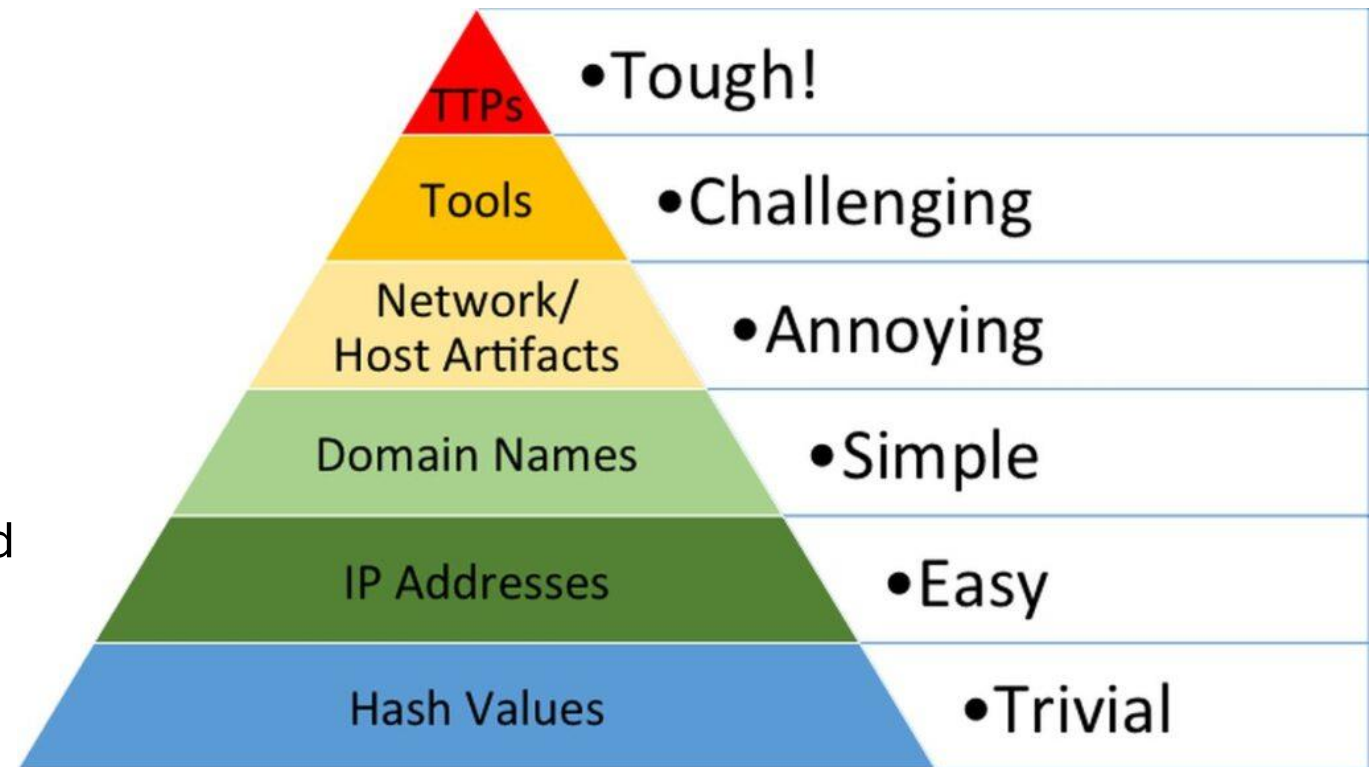 TTPs
•Tough!
Tools
•Challenging
Network/
Host Artifacts
•Annoying
Domain Names
•Simple
d
IP Addresses
•Easy
Hash Values
•Trivial